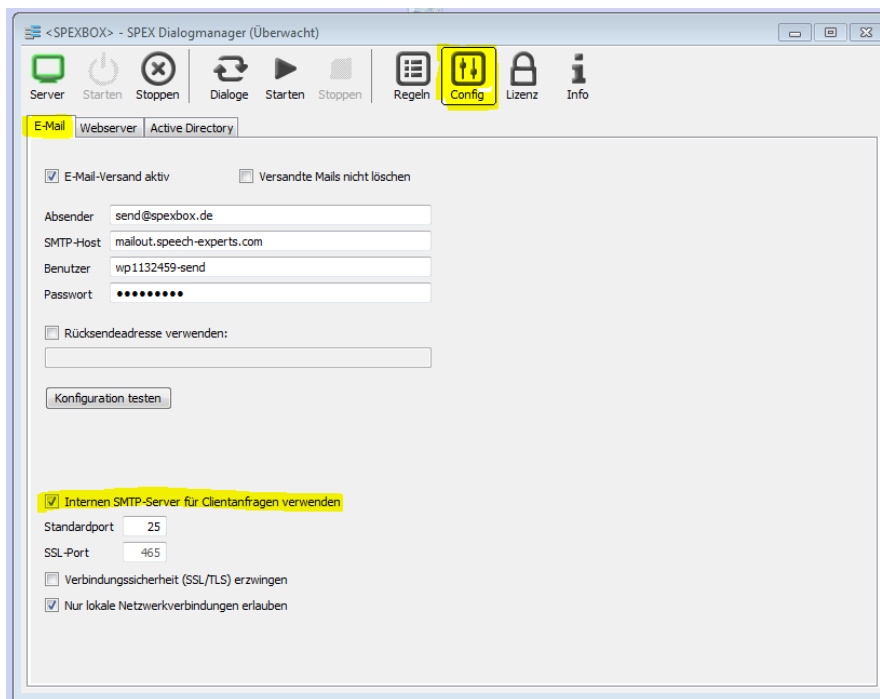 <SPEXBOX> - SPEX Dialogmanager (Überwacht)
Server Starten Stoppen Dialoge Starten Stoppen Regeln Config Lizenz Info
E-Mail Webserver Active Directory
E-Mail-Versand aktiv Versandte Mails nicht löschen
Absender send@spexbox.de
SMTP-Host mailout.speech-experts.com
Benutzer wp1132459-send
Passwort •••••••••
Rücksendeadresse verwenden:
Konfiguration testen
Internen SMTP-Server für Clientanfragen verwenden
Standardport 25
SSL-Port 465
Verbindungssicherheit (SSL/TLS) erzwingen
Nur lokale Netzwerkverbindungen erlauben